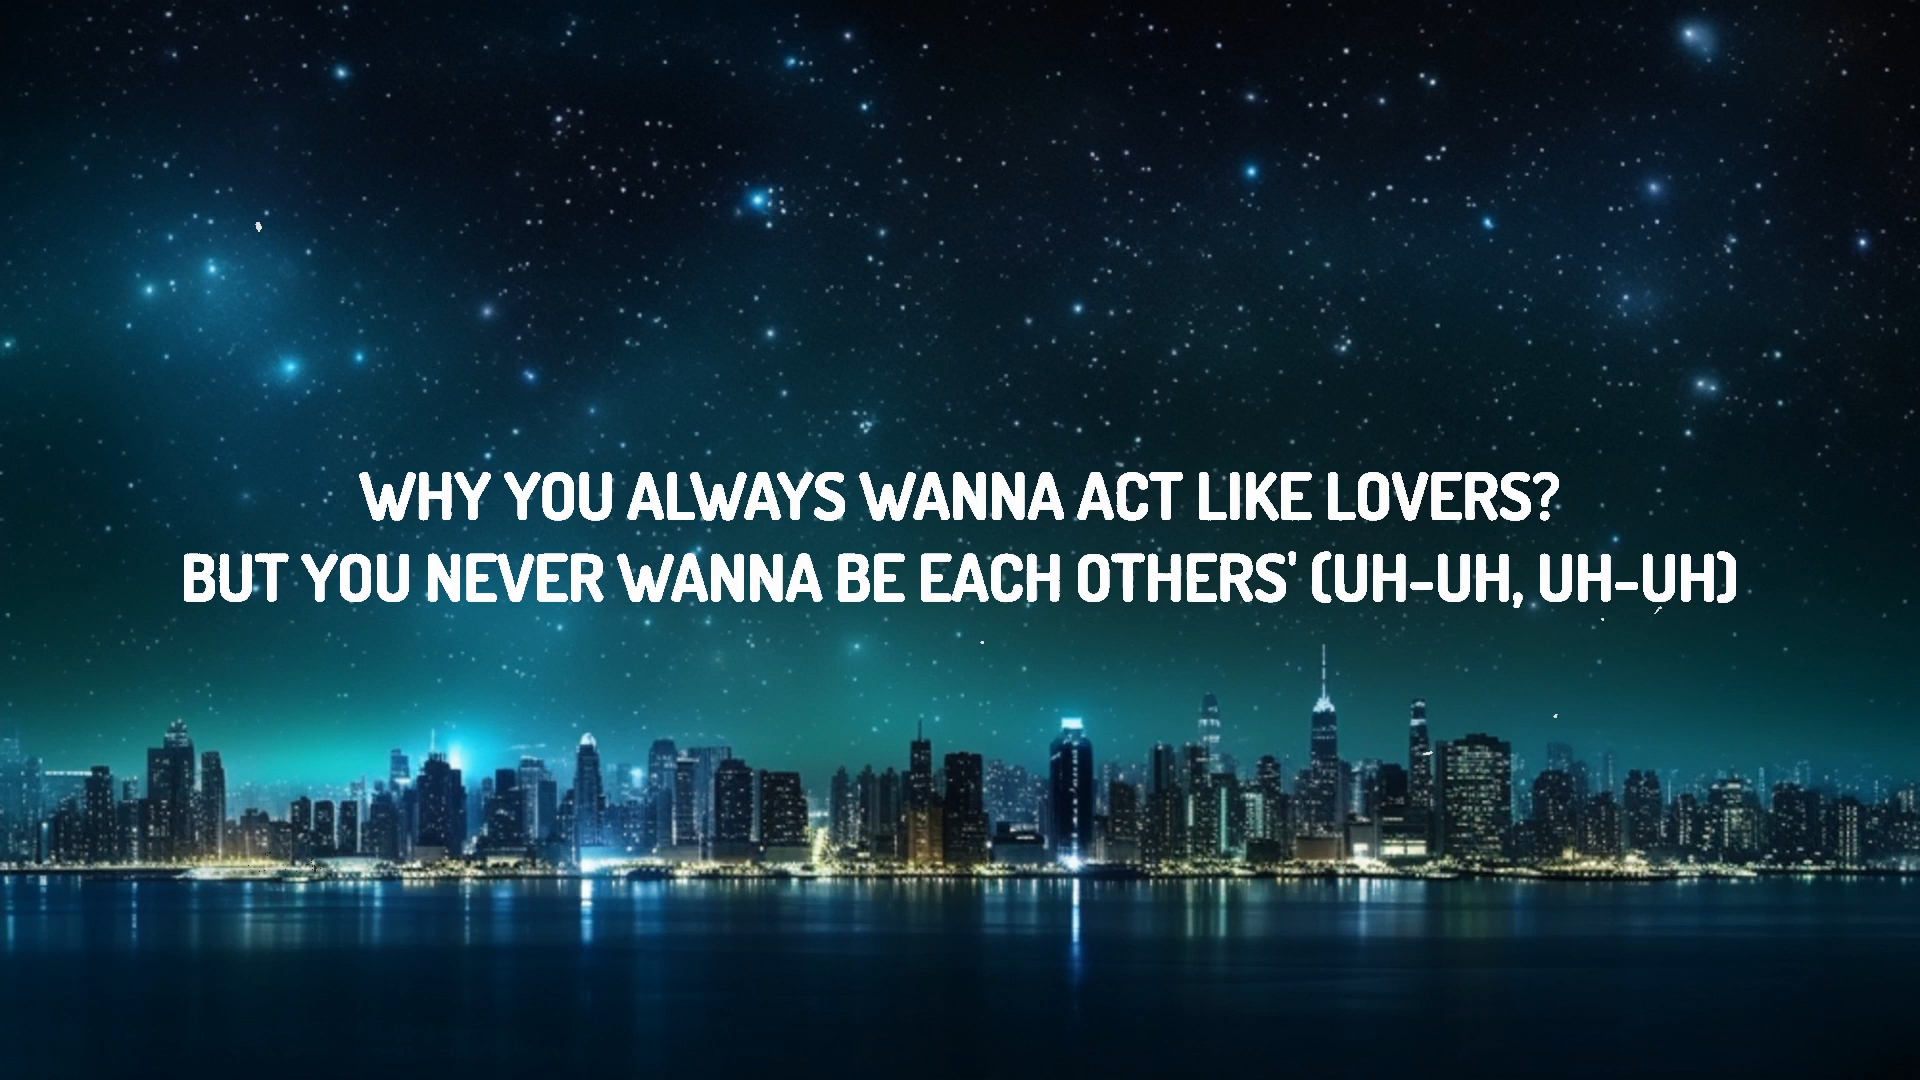 WHY YOU ALWAYS WANNA ACT LIKE LOVERS?
BUT YOU NEVER WANNA BE EACH OTHERS' (UH-UH, UH-UH)